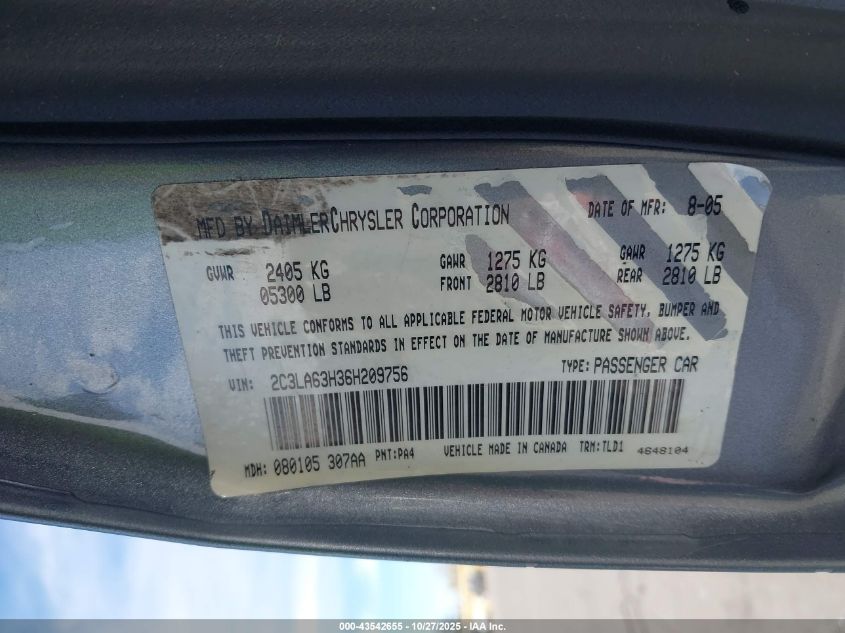 MFD BY DAIMLERCHRYSLER CORPORATION DATE OF MFR: 8-05
GVWR 2405 KG GAWR 1275 KG GAWR 1275 KG
05300 LB FRONT 2810 LB REAR 2810 LB
THIS VEHICLE CONFORMS TO ALL APPLICABLE FEDERAL MOTOR VEHICLE SAFETY, BUMPER AND
THEFT PREVENTION STANDARDS IN EFFECT ON THE DATE OF MANUFACTURE SHOWN ABOVE.
VIN: 2C3LA63H36H209756 TYPE: PASSENGER CAR
MDH: 080105 307AA PNT:PA4 VEHICLE MADE IN CANADA TRM:TLD1 4648104
000-43542655 - 10/27/2025 - IAA Inc.